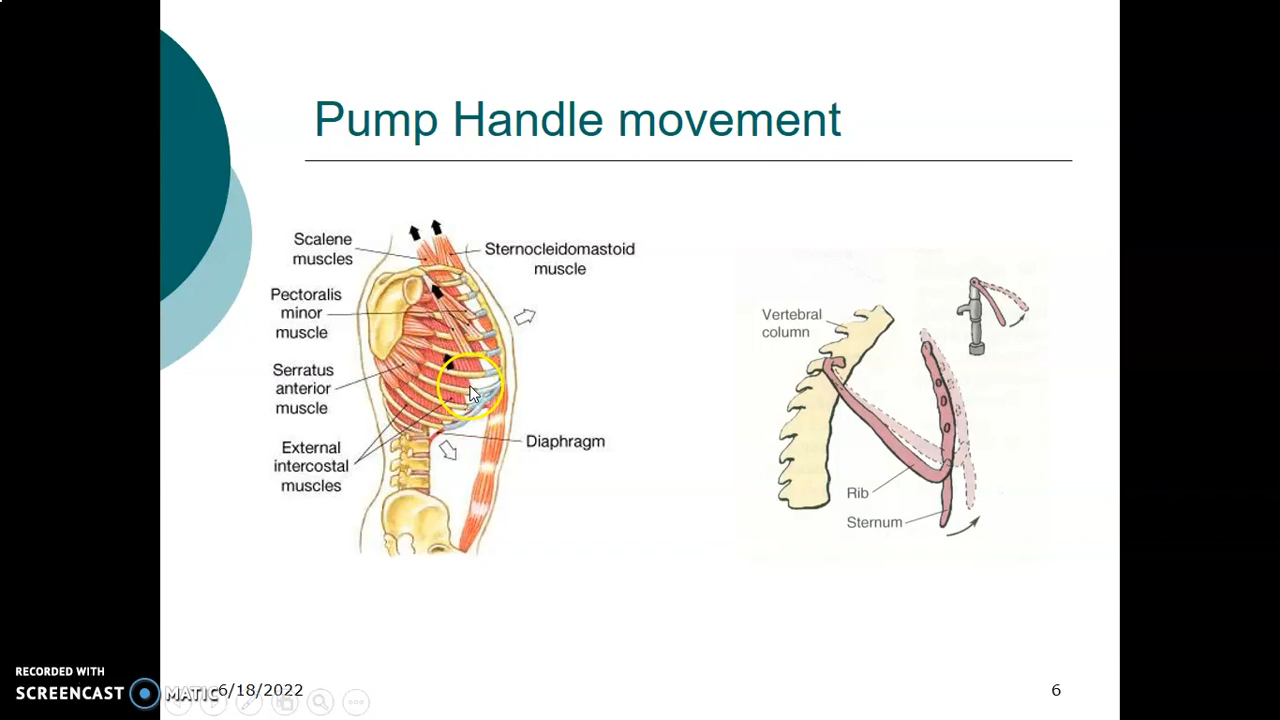 Pump Handle movement
Scalene
muscles
Sternocleidomastoid
muscle
Pectoralis
minor
muscle
Serratus
anterior
muscle
External
intercostal
muscles
Diaphragm
Vertebral
column
Rib
Sternum
RECORDED WITH
SCREENCAST MATIC
6/18/2022
6